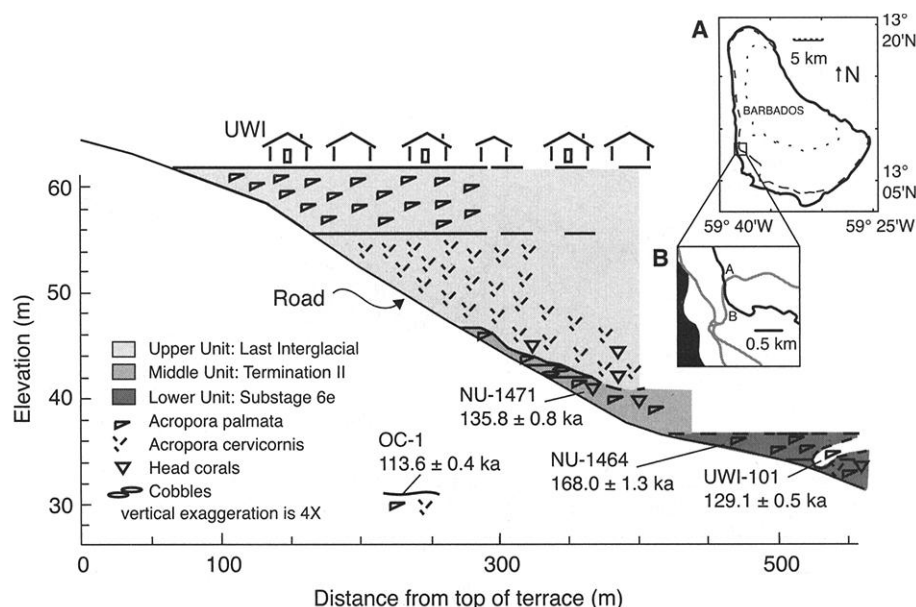 UWI
A
13°
20'N
5 km
↑N
BARBADOS
13°
05'N
59° 40'W
59° 25'W
B
A
B
0.5 km
60
50
40
30
Elevation (m)
Road
Upper Unit: Last Interglacial
Middle Unit: Termination II
Lower Unit: Substage 6e
Acropora palmata
Acropora cervicornis
Head corals
Cobbles
vertical exaggeration is 4X
OC-1
113.6 ± 0.4 ka
NU-1471
135.8 ± 0.8 ka
NU-1464
168.0 ± 1.3 ka
UWI-101
129.1 ± 0.5 ka
0
100
300
500
Distance from top of terrace (m)